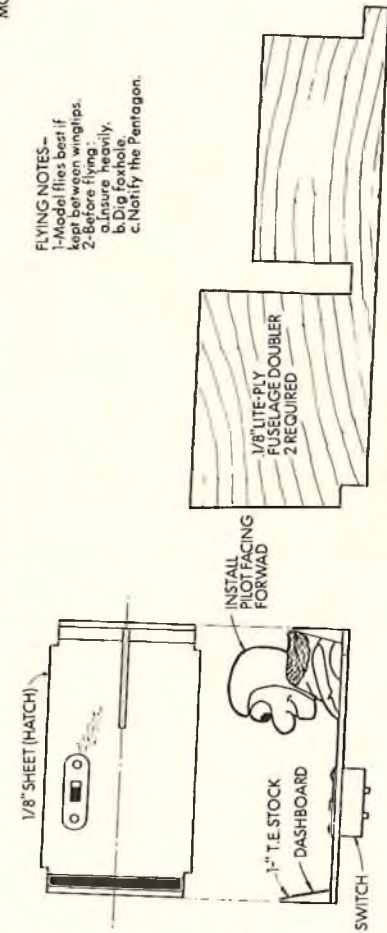 FLYING NOTES–
1-Model flies best if
kept between wingtips.
2-Before flying:
a.Insure heavily.
b.Dig foxhole.
c.Notify the Pentagon.
1/8" SHEET (HATCH)
1/8" LITE-PLY
FUSELAGE DOUBLER
2 REQUIRED
INSTALL
PILOT FACING
FORWAD
1-" T.E. STOCK
DASHBOARD
SWITCH